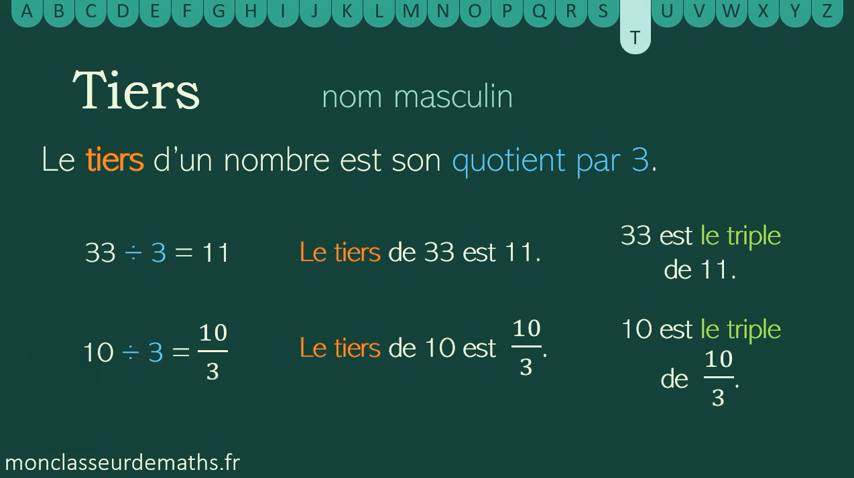 A B C D E F G H I J K L M N O P Q R S T U V W X Y Z
Tiers nom masculin
Le tiers d'un nombre est son quotient par 3.
33 ÷ 3 = 11
Le tiers de 33 est 11.
33 est le triple
de 11.
10 ÷ 3 = 10/3
Le tiers de 10 est 10/3.
10 est le triple
de 10/3.
monclasseurdemaths.fr